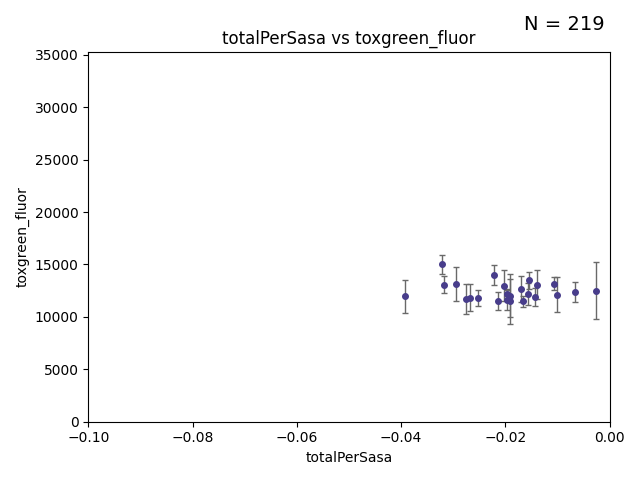 N = 219
totalPerSasa vs toxgreen_fluor
35000
30000
25000
20000
15000
10000
5000
0
toxgreen_fluor
−0.10 −0.08 −0.06 −0.04 −0.02 0.00
totalPerSasa